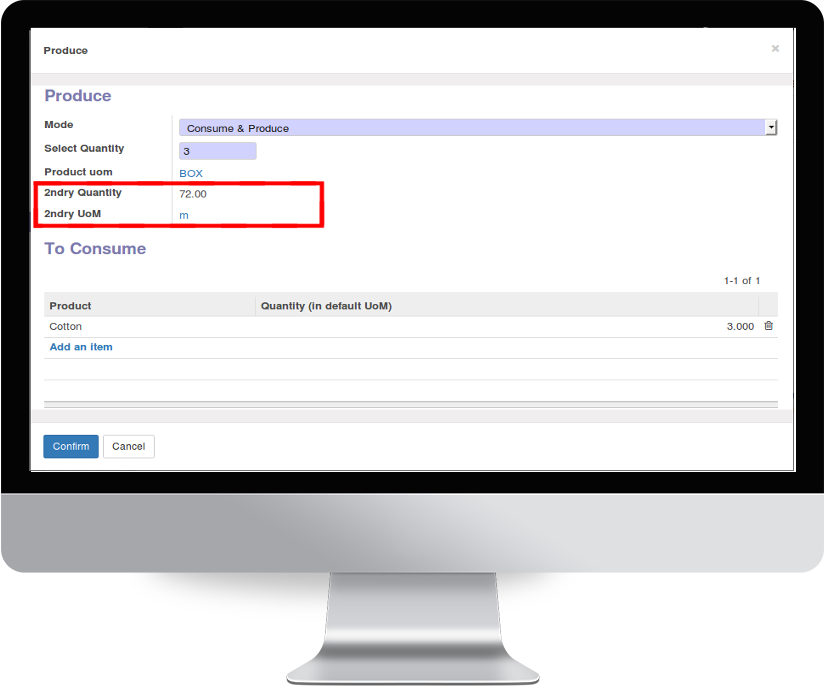 Produce ×
Produce
Mode Consume & Produce
Select Quantity 3
Product uom BOX
2ndry Quantity 72.00
2ndry UoM m
To Consume
1-1 of 1
Product Quantity (in default UoM)
Cotton 3.000
Add an item
Confirm Cancel